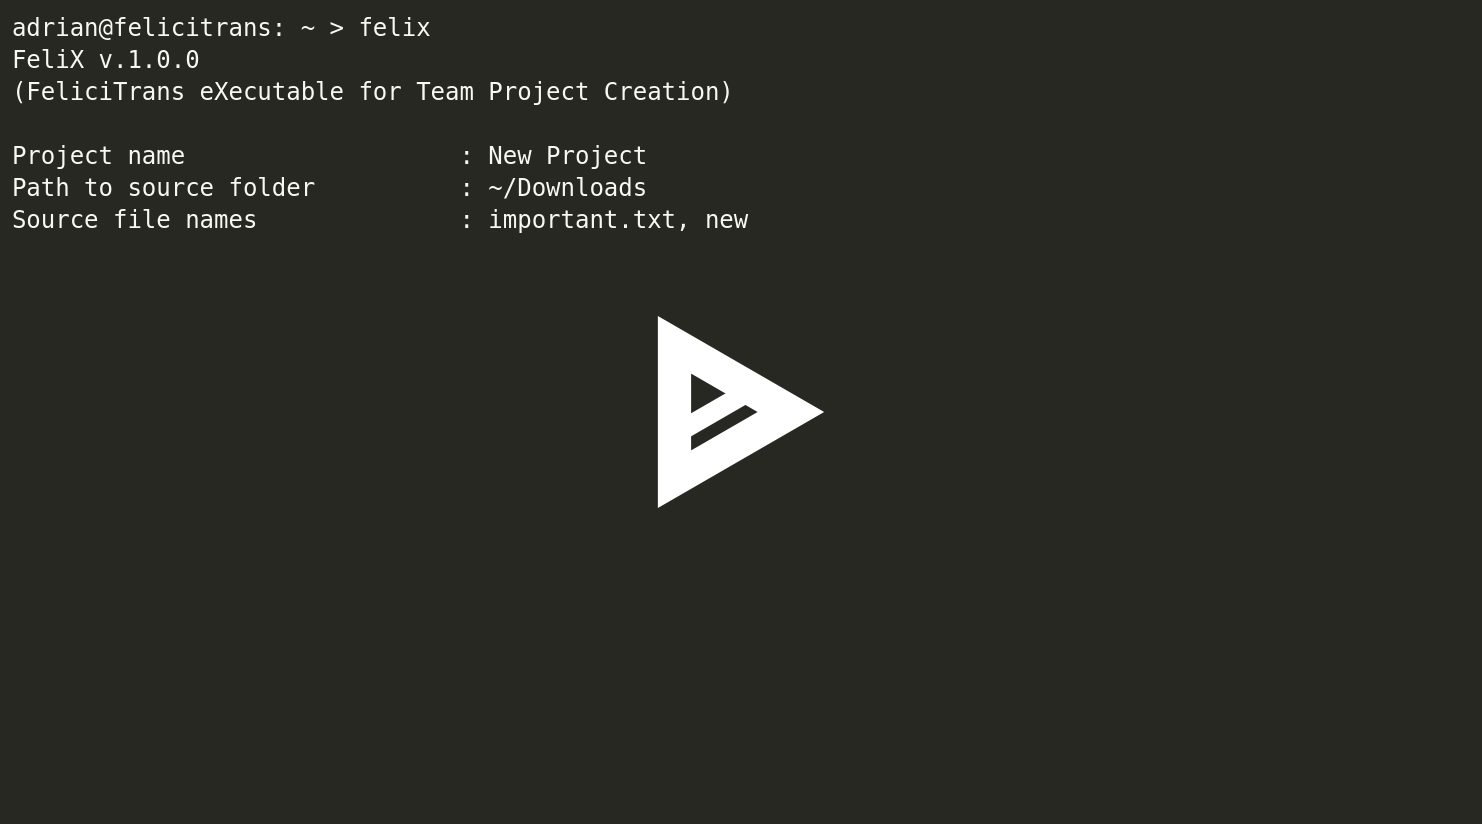 adrian@felicitrans: ~ > felix
FeliX v.1.0.0
(FeliciTrans eXecutable for Team Project Creation)
Project name : New Project
Path to source folder : ~/Downloads
Source file names : important.txt, new